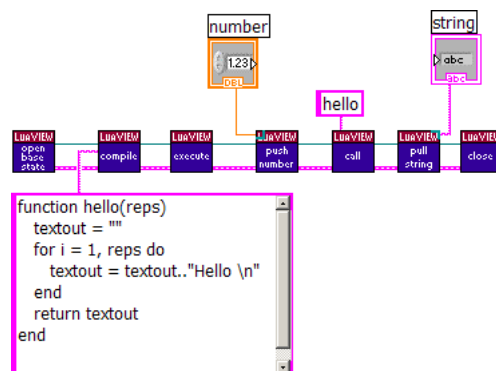 number
string
1.23
DBL
abc
abc
hello
LuaVIEW
open
base
state
LuaVIEW
compile
LuaVIEW
execute
LuaVIEW
push
number
LuaVIEW
call
LuaVIEW
pull
string
LuaVIEW
close
function hello(reps)
textout = ""
for i = 1, reps do
textout = textout.."Hello \n"
end
return textout
end